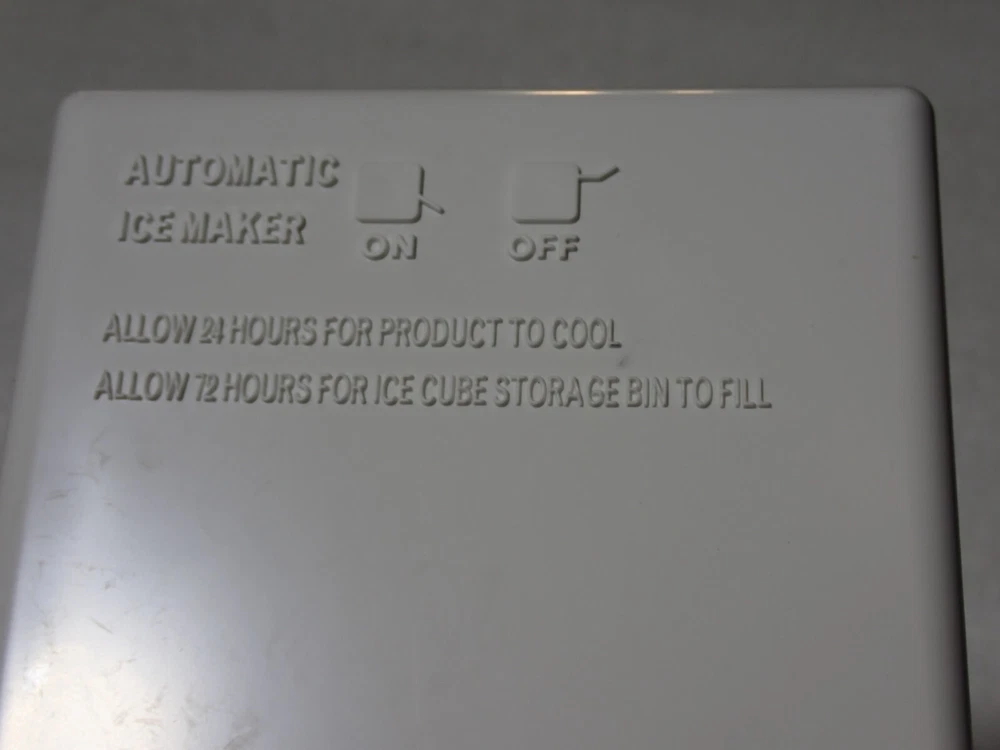 AUTOMATIC
ICE MAKER
ON OFF
ALLOW 24 HOURS FOR PRODUCT TO COOL
ALLOW 72 HOURS FOR ICE CUBE STORAGE BIN TO FILL